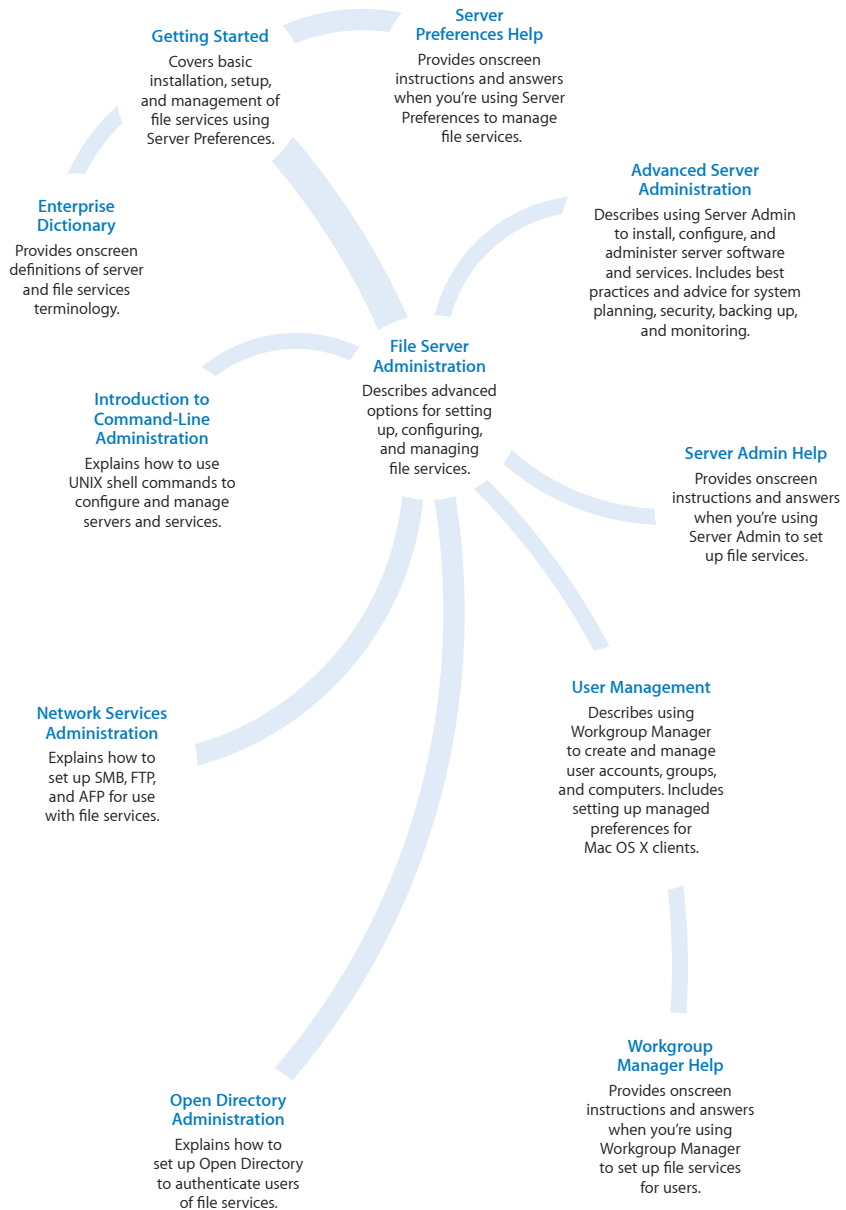 Getting Started
Covers basic
installation, setup,
and management of
file services using
Server Preferences.
Server
Preferences Help
Provides onscreen
instructions and answers
when you’re using Server
Preferences to manage
file services.
Advanced Server
Administration
Describes using Server Admin
to install, configure, and
administer server software
and services. Includes best
practices and advice for system
planning, security, backing up,
and monitoring.
Enterprise
Dictionary
Provides onscreen
definitions of server
and file services
terminology.
File Server
Administration
Describes advanced
options for setting
up, configuring,
and managing
file services.
Introduction to
Command-Line
Administration
Explains how to use
UNIX shell commands to
configure and manage
servers and services.
Server Admin Help
Provides onscreen
instructions and answers
when you’re using
Server Admin to set
up file services.
User Management
Describes using
Workgroup Manager
to create and manage
user accounts, groups,
and computers. Includes
setting up managed
preferences for
Mac OS X clients.
Network Services
Administration
Explains how to
set up SMB, FTP,
and AFP for use
with file services.
Workgroup
Manager Help
Provides onscreen
instructions and answers
when you’re using
Workgroup Manager
to set up file services
for users.
Open Directory
Administration
Explains how to
set up Open Directory
to authenticate users
of file services.